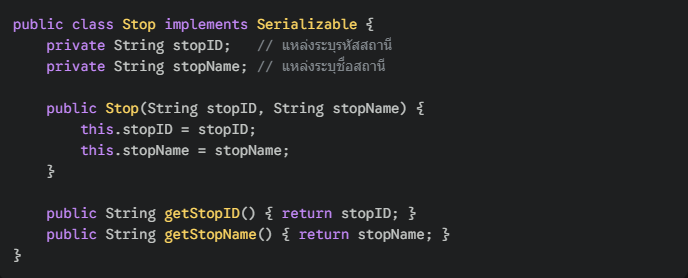 public class Stop implements Serializable {
    private String stopID;   // แหล่งระบุรหัสสถานี
    private String stopName; // แหล่งระบุชื่อสถานี

    public Stop(String stopID, String stopName) {
        this.stopID = stopID;
        this.stopName = stopName;
    }

    public String getStopID() { return stopID; }
    public String getStopName() { return stopName; }
}